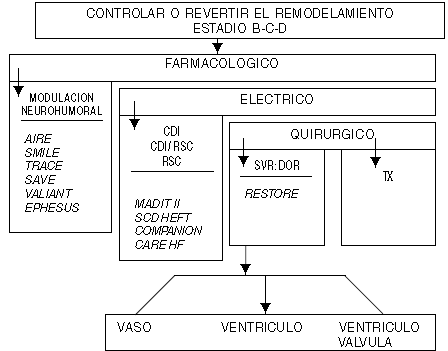 CONTROLAR O REVERTIR EL REMODELAMIENTO
ESTADIO B-C-D
FARMACOLOGICO
MODULACION
NEUROHUMORAL
AIRE
SMILE
TRACE
SAVE
VALIANT
EPHESUS
ELECTRICO
CDI
CDI/RSC
RSC
MADIT II
SCD HEFT
COMPANION
CARE HF
QUIRURGICO
SVR: DOR
RESTORE
TX
VASO
VENTRICULO
VENTRICULO
VALVULA